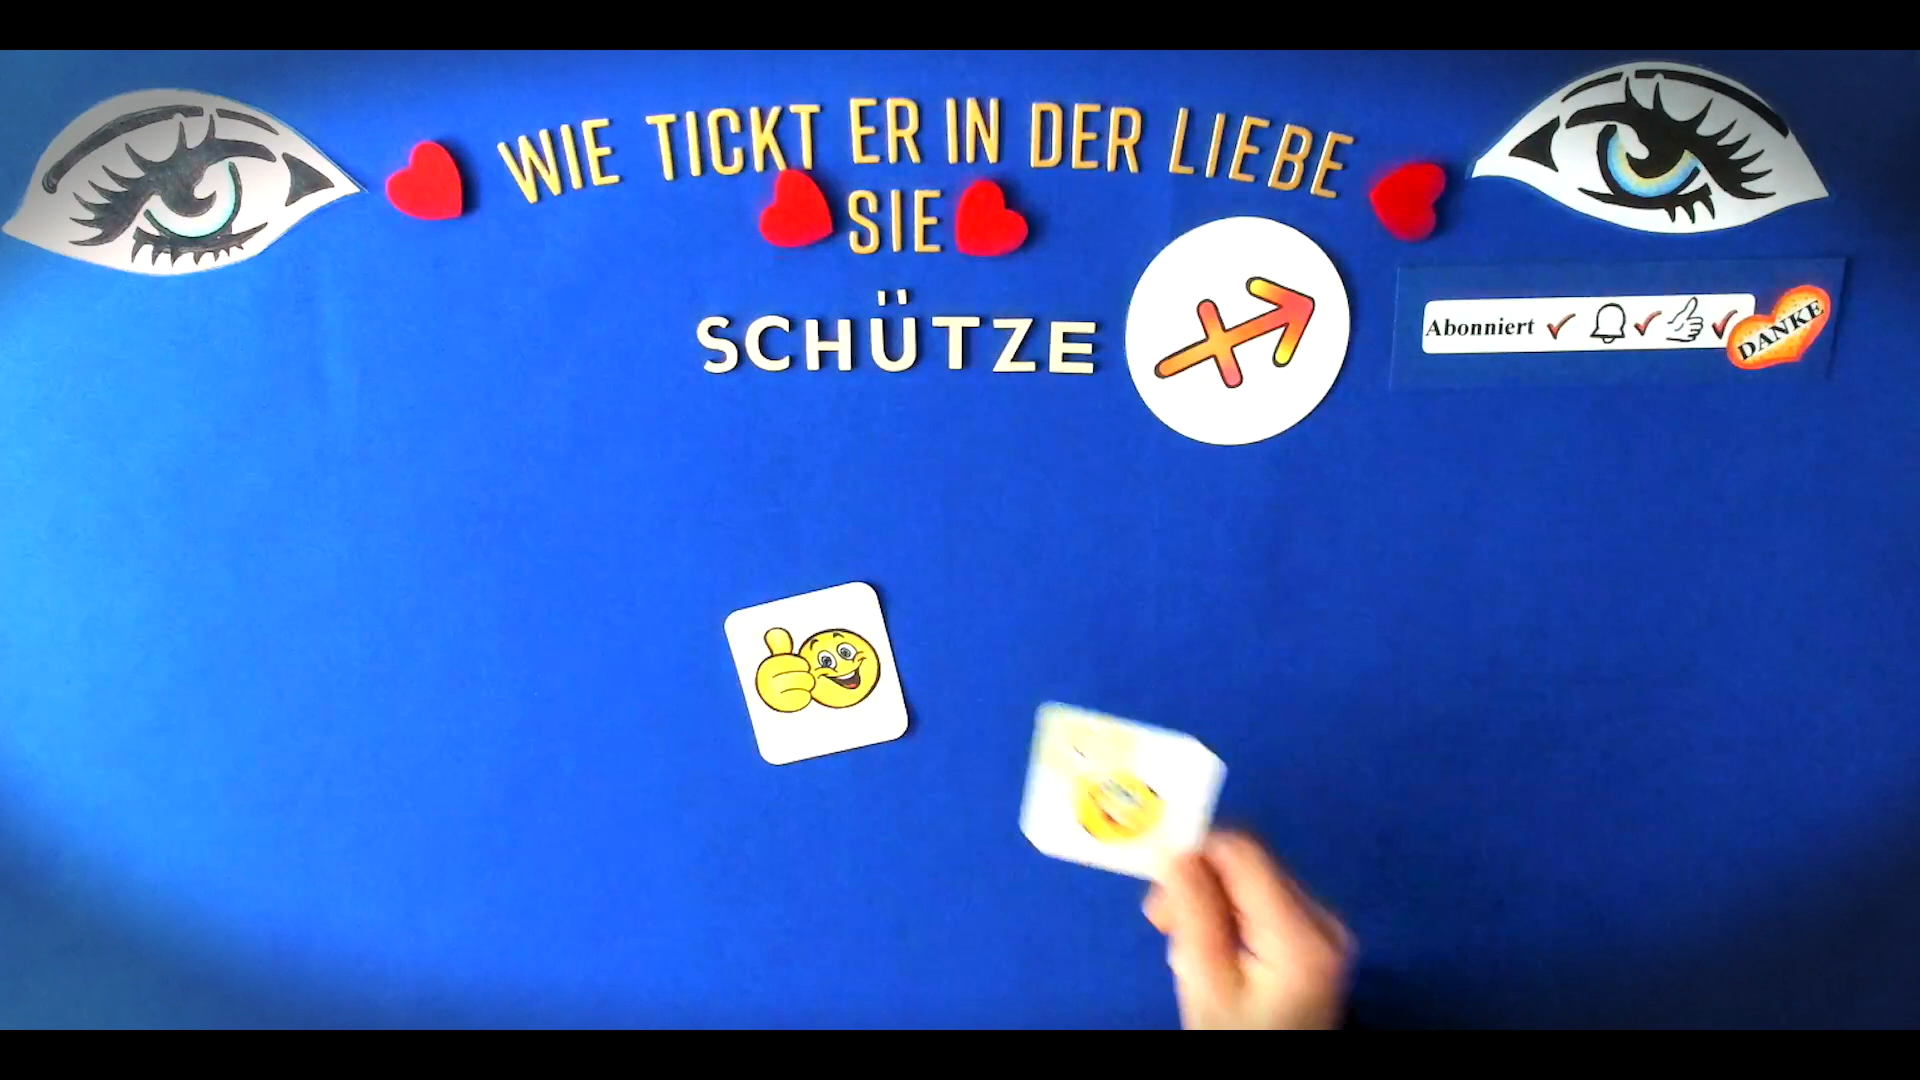 WIE TICKT ER IN DER LIEBE
SIE
SCHÜTZE
Abonniert
DANKE